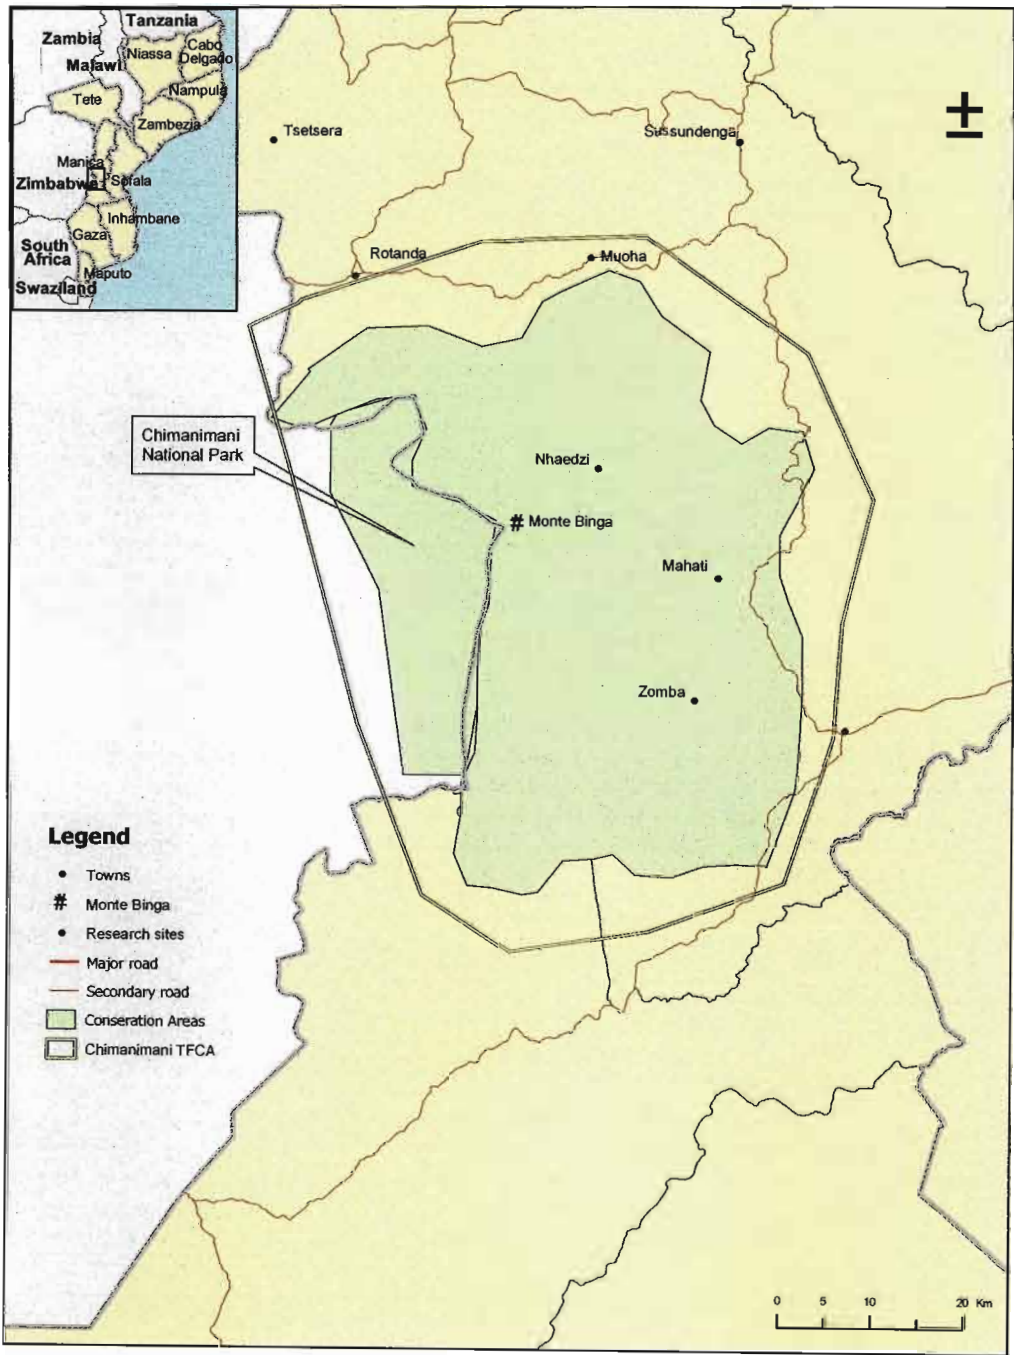 Tanzania
Zambia
Niassa
Cabo
Delgado
Malawi
Nampula
Tete
Zambezia
Manica
Zimbabwe
Sofala
Inhambane
Gaza
South
Africa
Maputo
Swaziland
±
Tsetsera
Sussundenga
Rotanda
Muoha
Chimanimani
National Park
Nhaedzi
# Monte Binga
Mahati
Zomba
Legend
Towns
# Monte Binga
Research sites
Major road
Secondary road
Conseration Areas
Chimanimani TFCA
0 5 10 20 Km